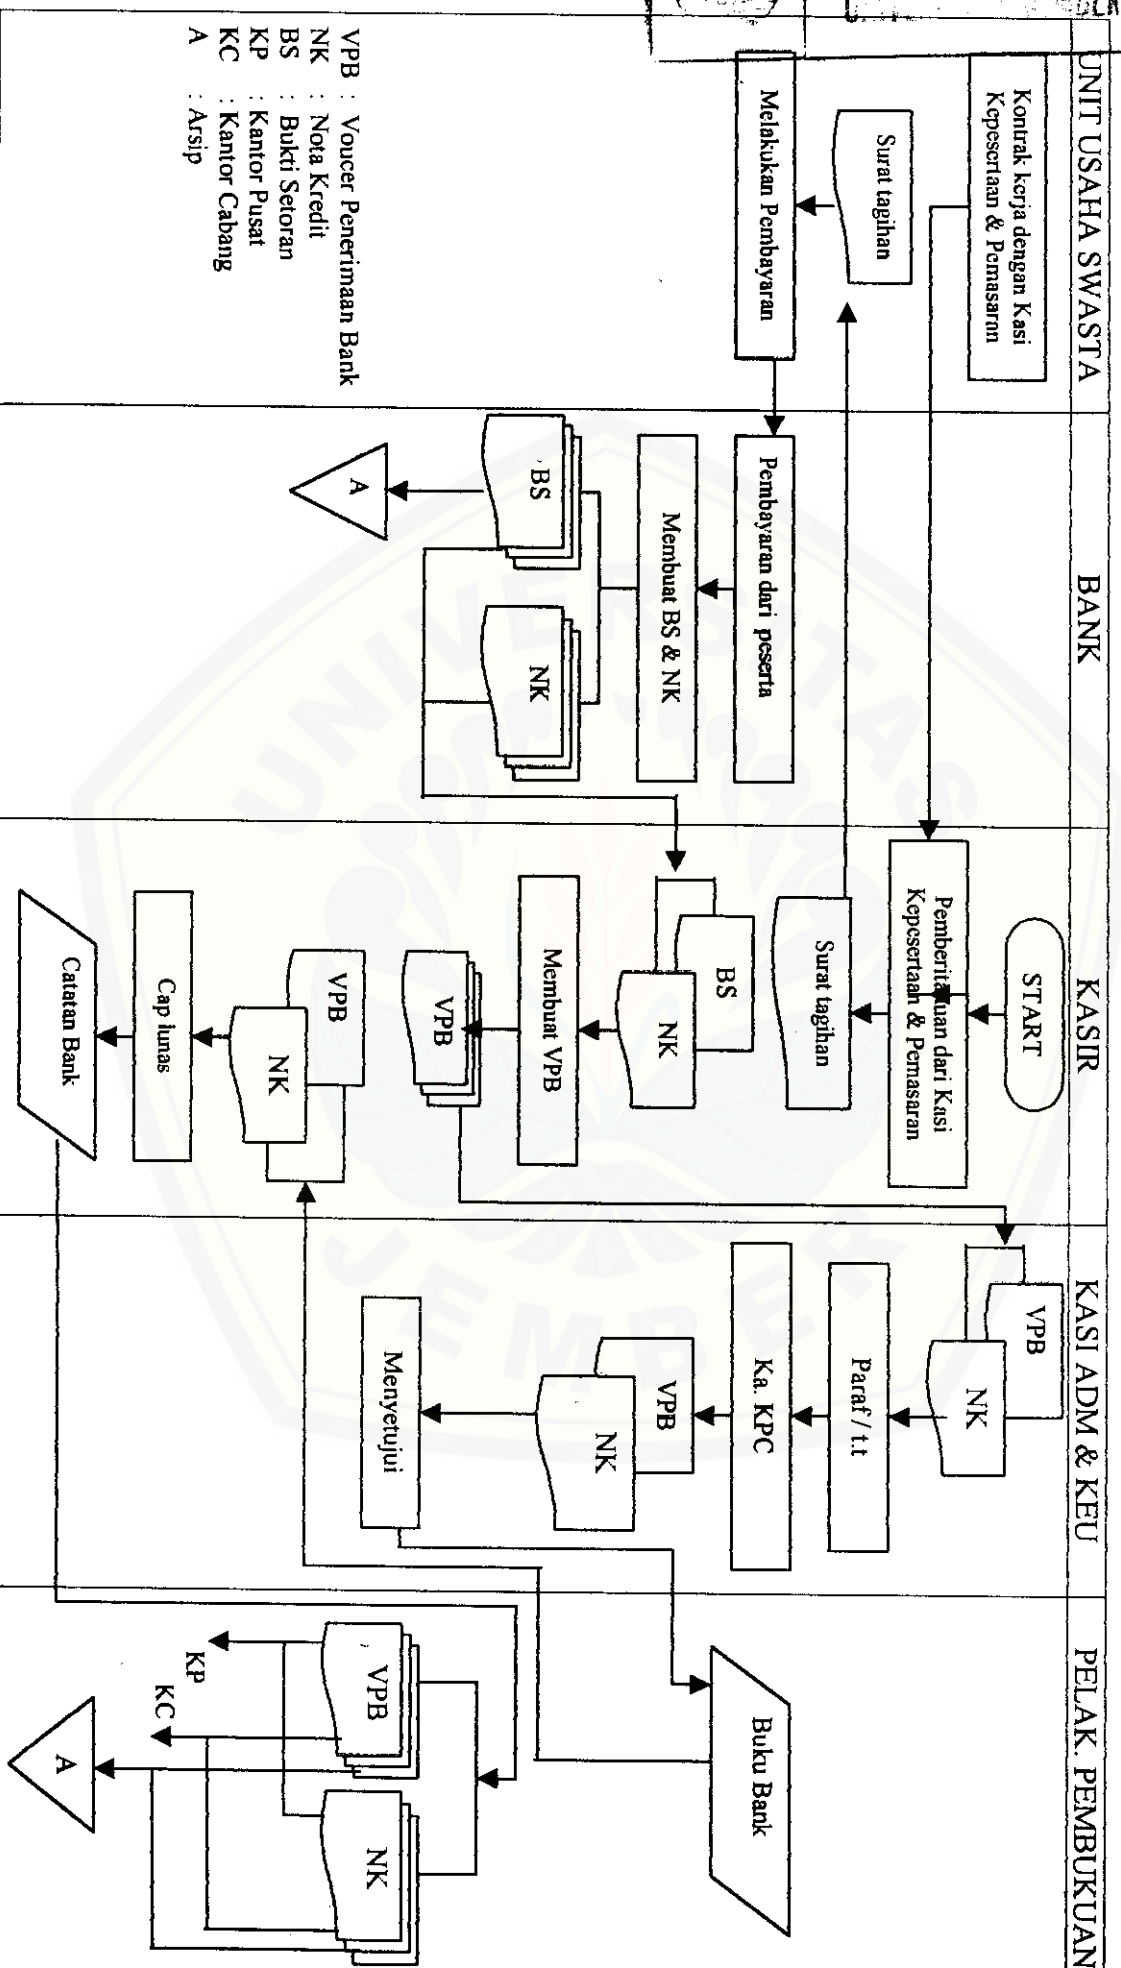 UNIT USAHA SWASTA
BANK
KASIR
KASI ADM & KEU
PELAK. PEMBUKUAN
Kontrak kerja dengan Kasi
Kepesertaan & Pemasaran
Surat tagihan
Melakukan Pembayaran
VPB : Voucer Penerimaan Bank
NK : Nota Kredit
BS : Bukti Setoran
KP : Kantor Pusat
KC : Kantor Cabang
A : Arsip
Pembayaran dari peserta
Membuat BS & NK
BS
NK
A
START
Pemberitahuan dari Kasi
Kepesertaan & Pemasaran
Surat tagihan
BS
NK
Membuat VPB
VPB
VPB
NK
Cap lunas
Catatan Bank
VPB
NK
Paraf / t.t
Ka. KPC
VPB
NK
Menyetujui
Buku Bank
VPB
NK
KP
KC
A
UNIVERSITAS
JEMBER